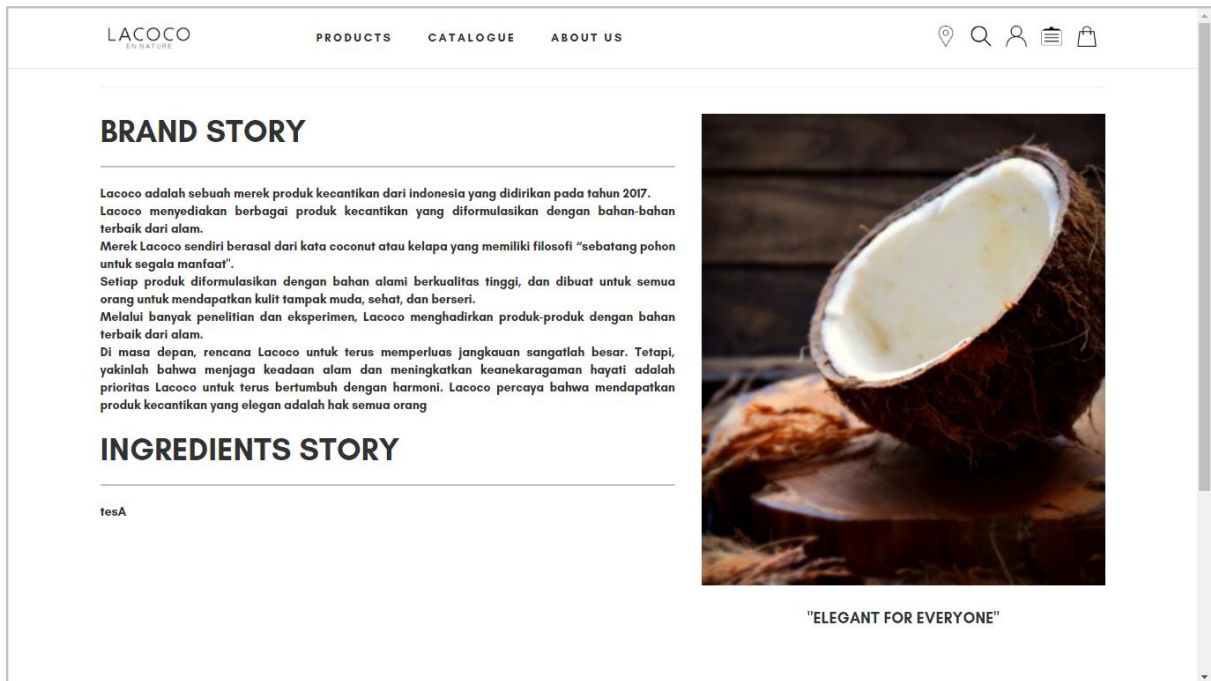 LACOCO
EN NATURE
PRODUCTS CATALOGUE ABOUT US
BRAND STORY
Lacoco adalah sebuah merek produk kecantikan dari indonesia yang didirikan pada tahun 2017.
Lacoco menyediakan berbagai produk kecantikan yang diformulasikan dengan bahan-bahan
terbaik dari alam.
Merek Lacoco sendiri berasal dari kata coconut atau kelapa yang memiliki filosofi “sebatang pohon
untuk segala manfaat".
Setiap produk diformulasikan dengan bahan alami berkualitas tinggi, dan dibuat untuk semua
orang untuk mendapatkan kulit tampak muda, sehat, dan berseri.
Melalui banyak penelitian dan eksperimen, Lacoco menghadirkan produk-produk dengan bahan
terbaik dari alam.
Di masa depan, rencana Lacoco untuk terus memperluas jangkauan sangatlah besar. Tetapi,
yakinlah bahwa menjaga keadaan alam dan meningkatkan keanekaragaman hayati adalah
prioritas Lacoco untuk terus bertumbuh dengan harmoni. Lacoco percaya bahwa mendapatkan
produk kecantikan yang elegan adalah hak semua orang
INGREDIENTS STORY
tesA
"ELEGANT FOR EVERYONE"